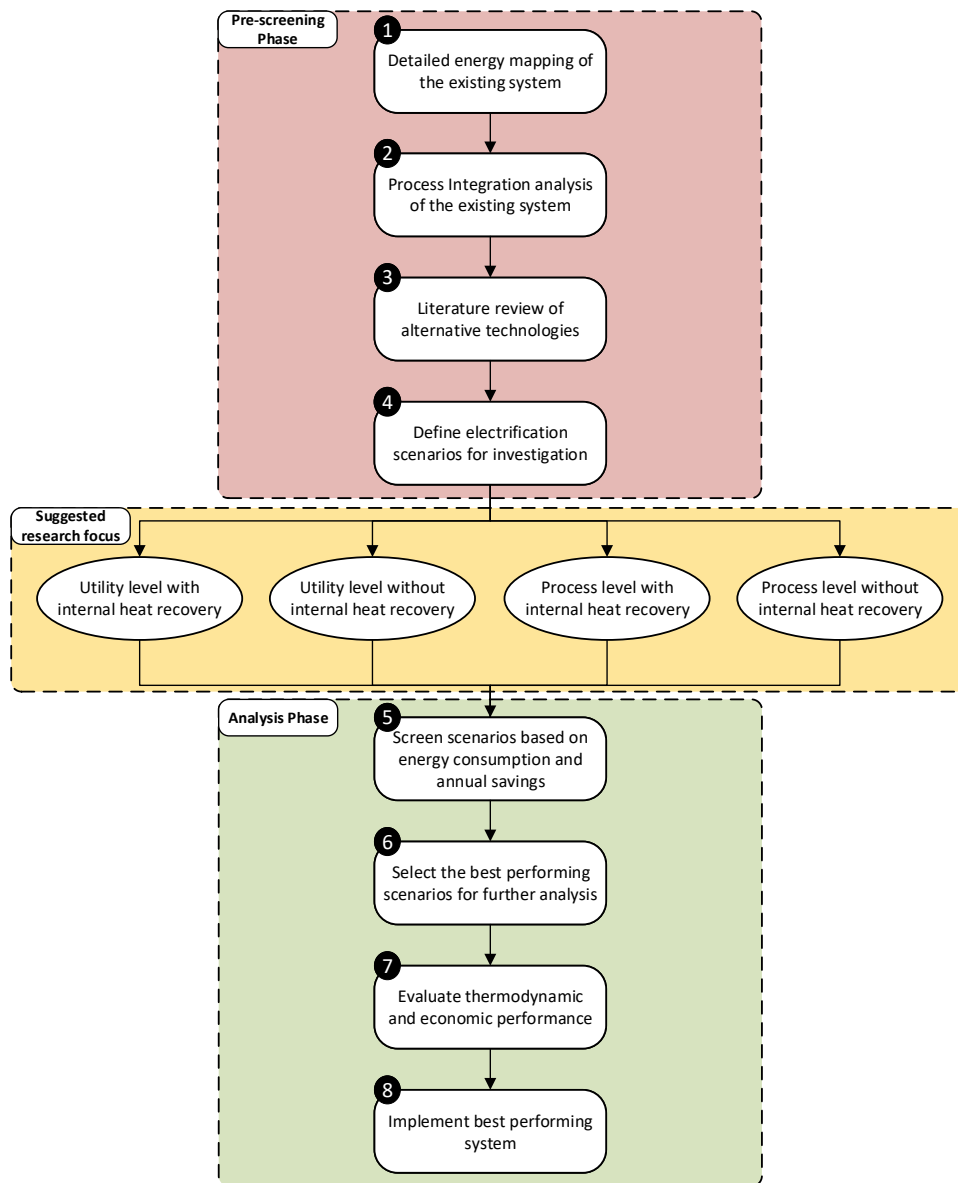 Pre-screening
Phase
1
Detailed energy mapping of
the existing system
2
Process Integration analysis
of the existing system
3
Literature review of
alternative technologies
4
Define electrification
scenarios for investigation
Suggested
research focus
Utility level with
internal heat recovery
Utility level without
internal heat recovery
Process level with
internal heat recovery
Process level without
internal heat recovery
Analysis Phase
5
Screen scenarios based on
energy consumption and
annual savings
6
Select the best performing
scenarios for further analysis
7
Evaluate thermodynamic
and economic performance
8
Implement best performing
system